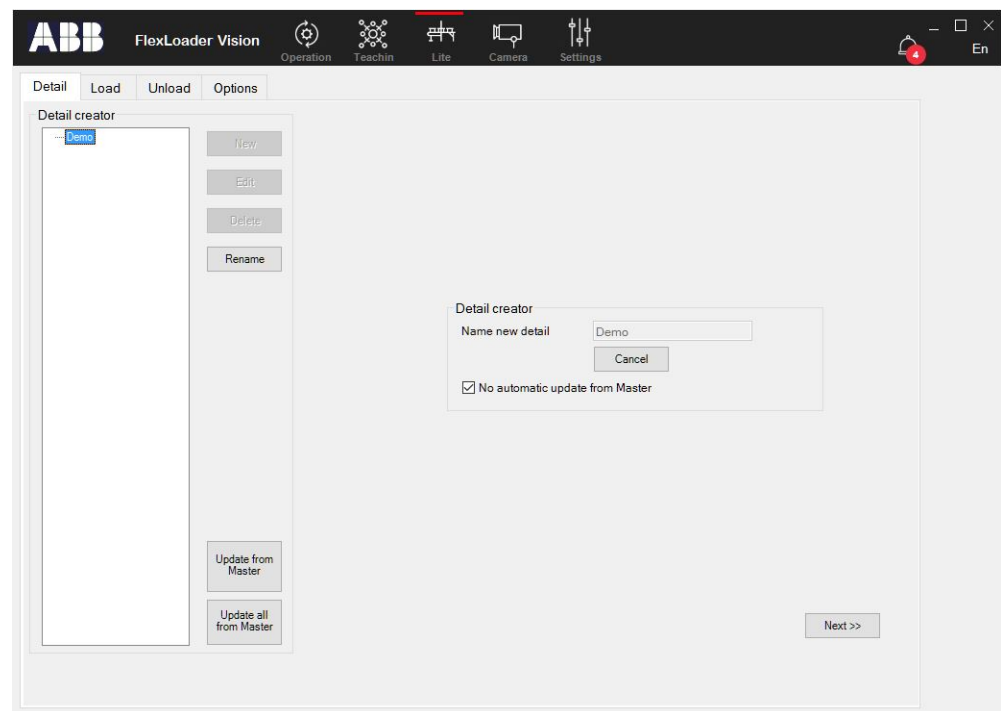 ABB
FlexLoader Vision
Operation
Teachin
Lite
Camera
Settings
4
En
Detail
Load
Unload
Options
Detail creator
Demo
New
Edit
Delete
Rename
Detail creator
Name new detail
Demo
Cancel
No automatic update from Master
Update from
Master
Update all
from Master
Next >>